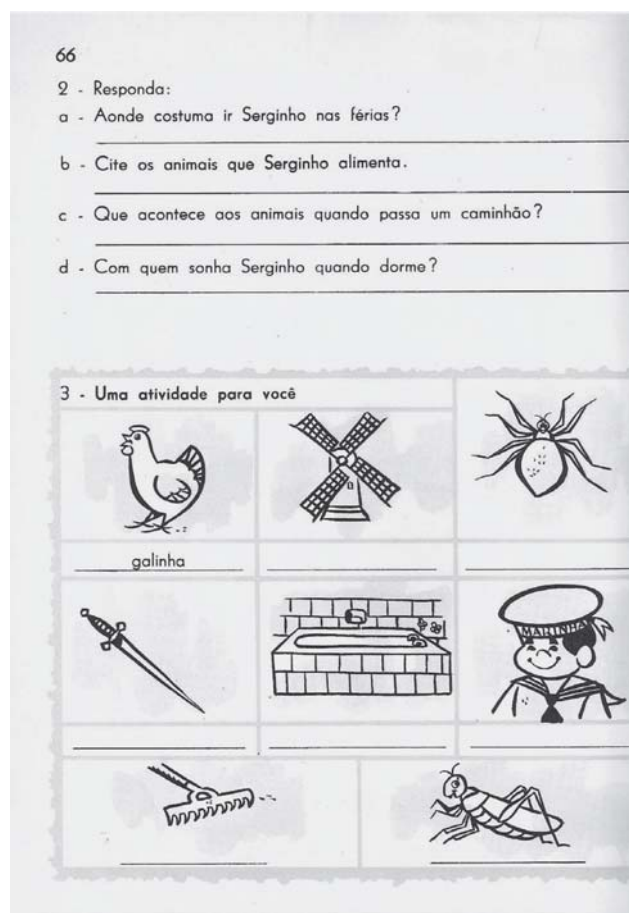 66
2 - Responda:
a - Aonde costuma ir Serginho nas férias?
b - Cite os animais que Serginho alimenta.
c - Que acontece aos animais quando passa um caminhão?
d - Com quem sonha Serginho quando dorme?
3 - Uma atividade para você
galinha
MARINHA